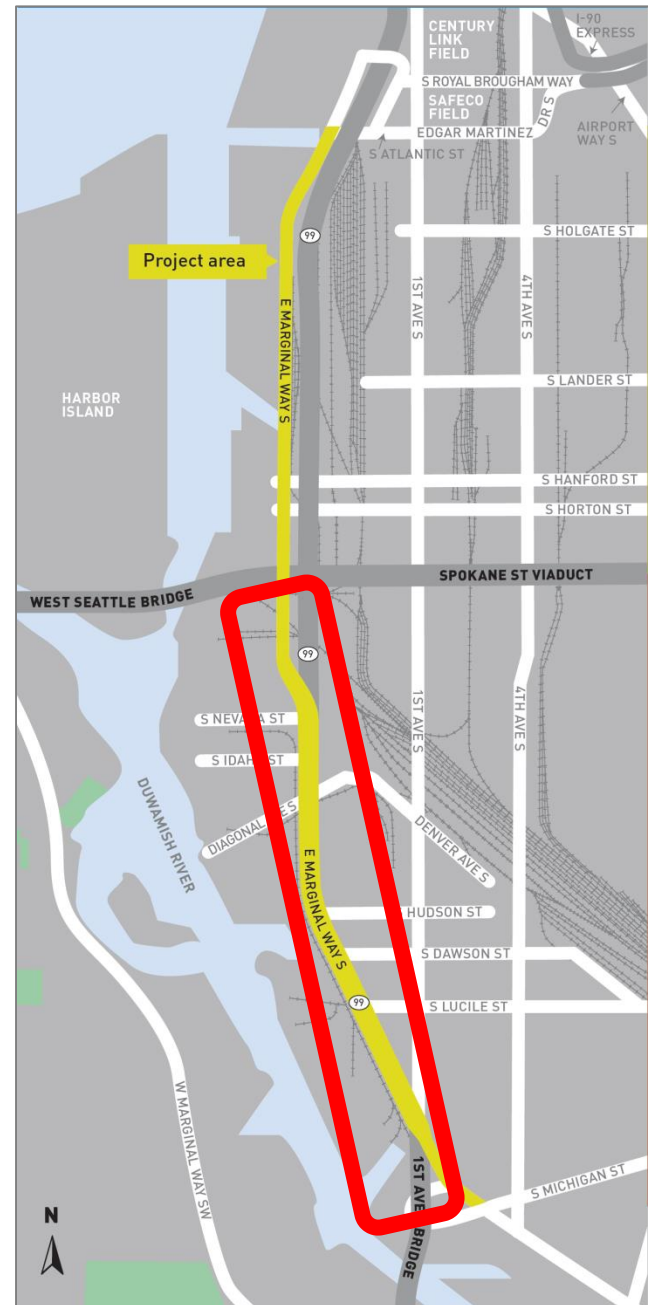 I-90
EXPRESS
CENTURY
LINK
FIELD
S ROYAL BROUGHAM WAY
SAFECO
FIELD
EDGAR MARTINEZ DR S
AIRPORT
WAY S
S ATLANTIC ST
99
S HOLGATE ST
Project area
E MARGINAL WAY S
1ST AVE S
4TH AVE S
HARBOR
ISLAND
S LANDER ST
S HANFORD ST
S HORTON ST
SPOKANE ST VIADUCT
WEST SEATTLE BRIDGE
99
S NEVADA ST
1ST AVE S
4TH AVE S
S IDAHO ST
DUWAMISH RIVER
DIAGONAL AVE S
DENVER AVE S
E MARGINAL WAY S
HUDSON ST
S DAWSON ST
99
S LUCILE ST
W MARGINAL WAY SW
S MICHIGAN ST
1ST AVE BRIDGE
N